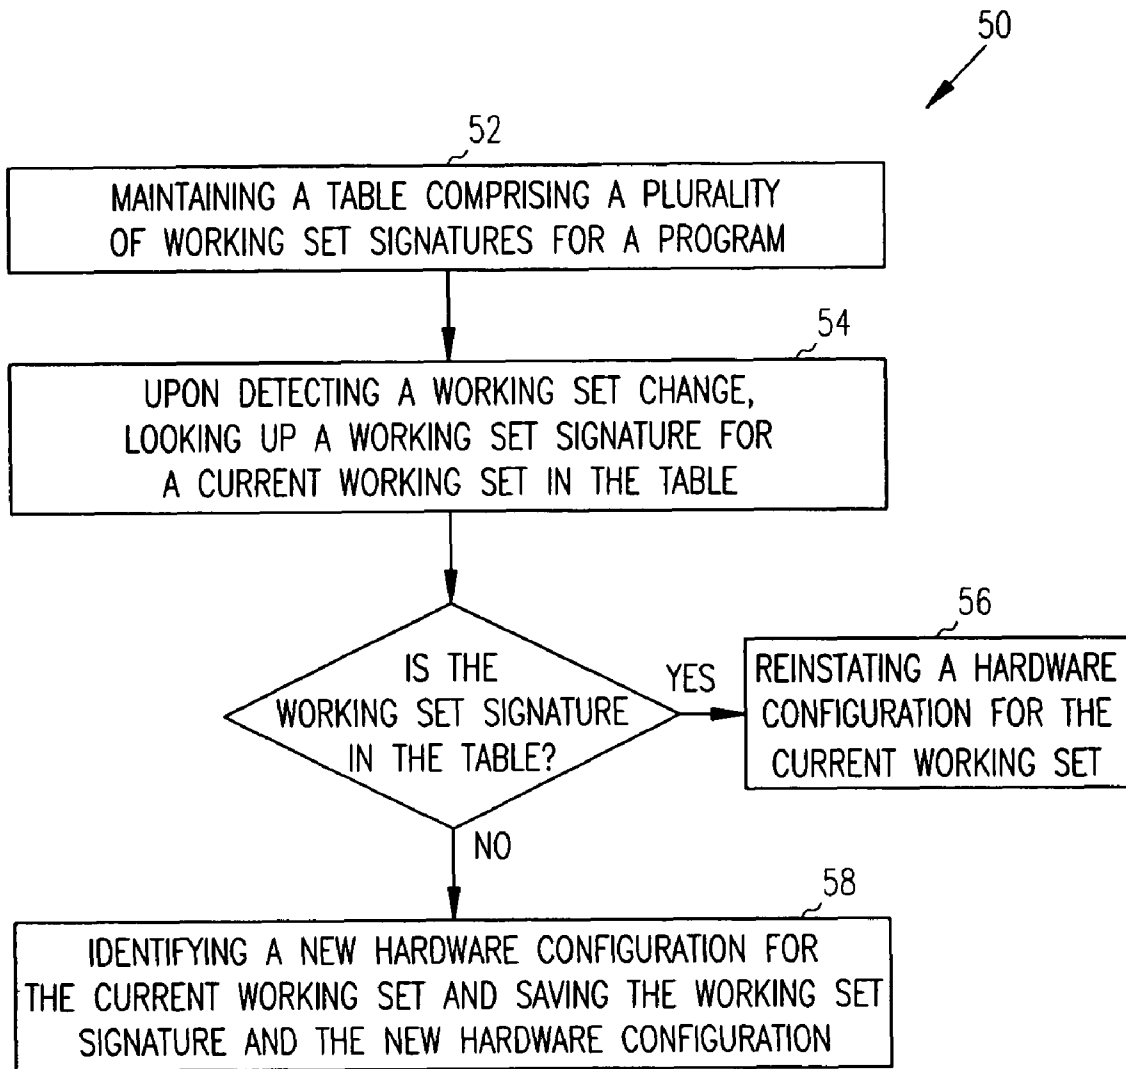 50
52
MAINTAINING A TABLE COMPRISING A PLURALITY
OF WORKING SET SIGNATURES FOR A PROGRAM
54
UPON DETECTING A WORKING SET CHANGE,
LOOKING UP A WORKING SET SIGNATURE FOR
A CURRENT WORKING SET IN THE TABLE
IS THE
WORKING SET SIGNATURE
IN THE TABLE?
YES
56
REINSTATING A HARDWARE
CONFIGURATION FOR THE
CURRENT WORKING SET
NO
58
IDENTIFYING A NEW HARDWARE CONFIGURATION FOR
THE CURRENT WORKING SET AND SAVING THE WORKING SET
SIGNATURE AND THE NEW HARDWARE CONFIGURATION